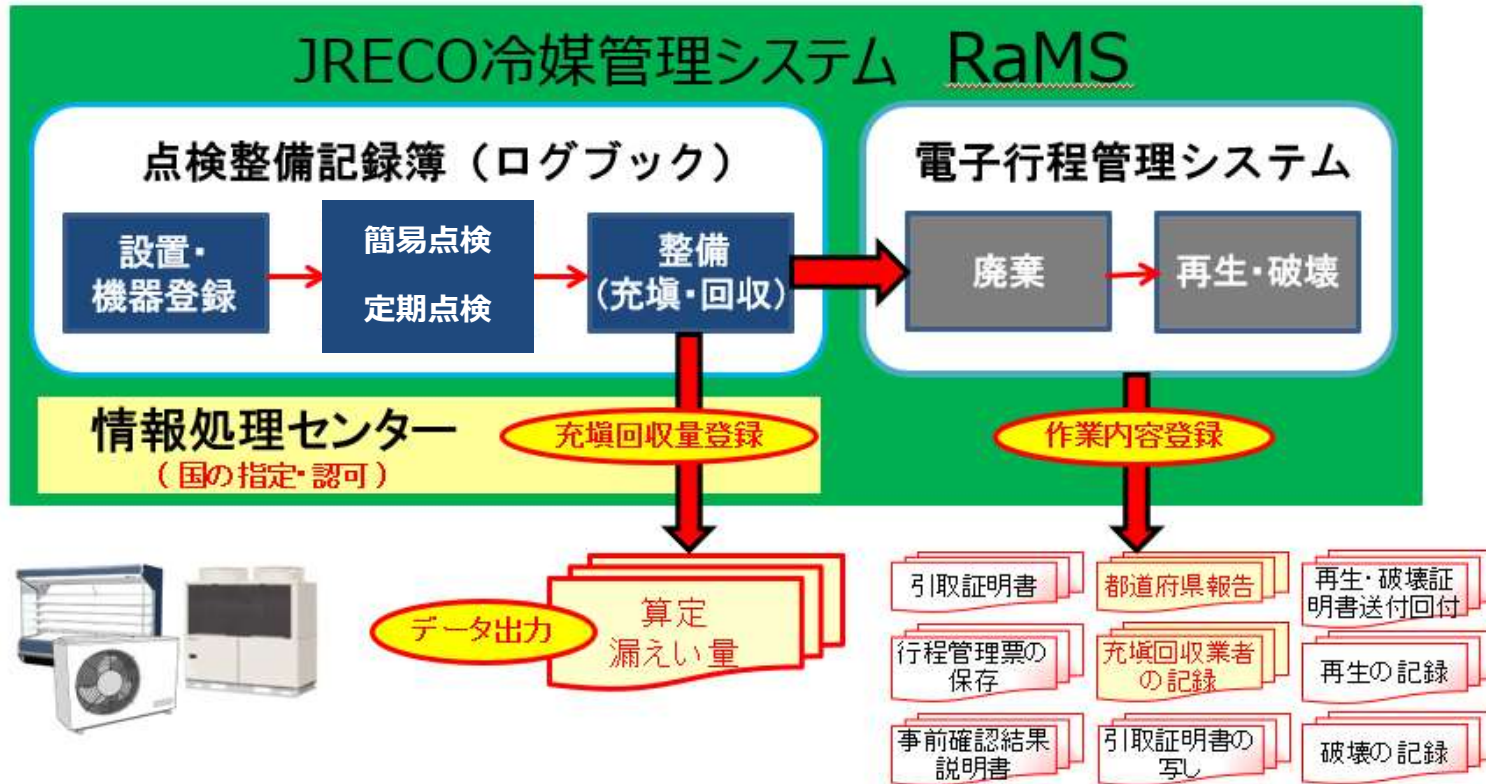 JRECO冷媒管理システム RaMS
点検整備記録簿（ログブック）
設置・
機器登録
簡易点検
定期点検
整備
（充塡・回収）
電子行程管理システム
廃棄
再生・破壊
情報処理センター
（国の指定・認可）
充塡回収量登録
作業内容登録
データ出力
算定
漏えい量
引取証明書
都道府県報告
再生・破壊証
明書送付回付
行程管理票の
保存
充塡回収業者
の記録
再生の記録
事前確認結果
説明書
引取証明書の
写し
破壊の記録